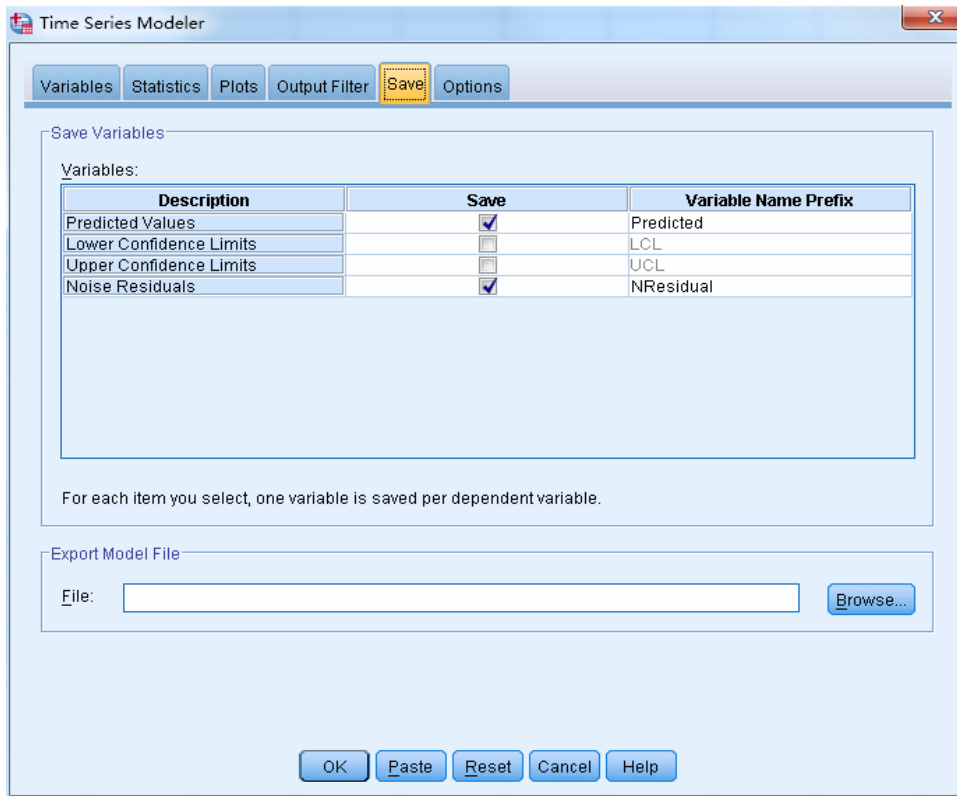 Time Series Modeler
X
Variables Statistics Plots Output Filter Save Options
Save Variables
Variables:
Description Save Variable Name Prefix
Predicted Values Predicted
Lower Confidence Limits LCL
Upper Confidence Limits UCL
Noise Residuals NResidual
For each item you select, one variable is saved per dependent variable.
Export Model File
File: Browse...
OK Paste Reset Cancel Help